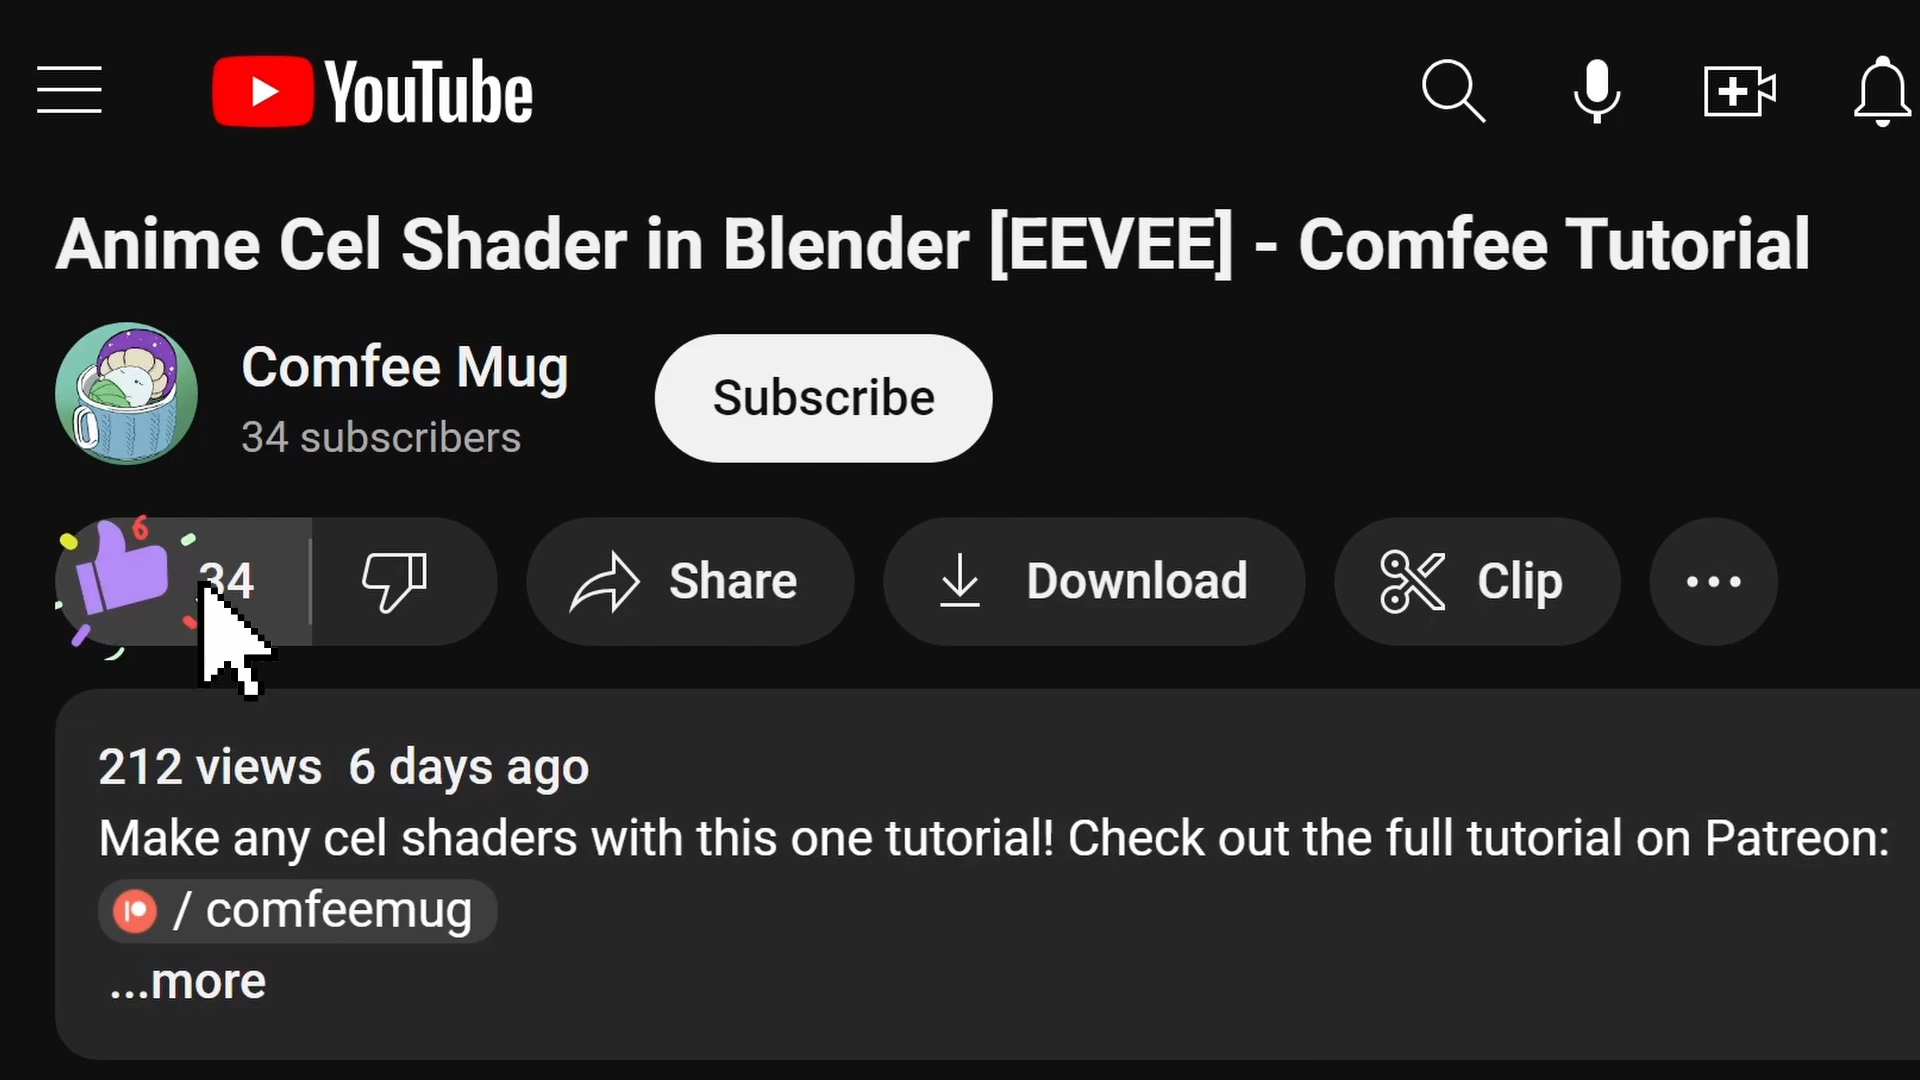 YouTube
Anime Cel Shader in Blender [EEVEE] - Comfee Tutorial
Comfee Mug
34 subscribers
Subscribe
34
Share
Download
Clip
212 views 6 days ago
Make any cel shaders with this one tutorial! Check out the full tutorial on Patreon:
/ comfeemug
...more